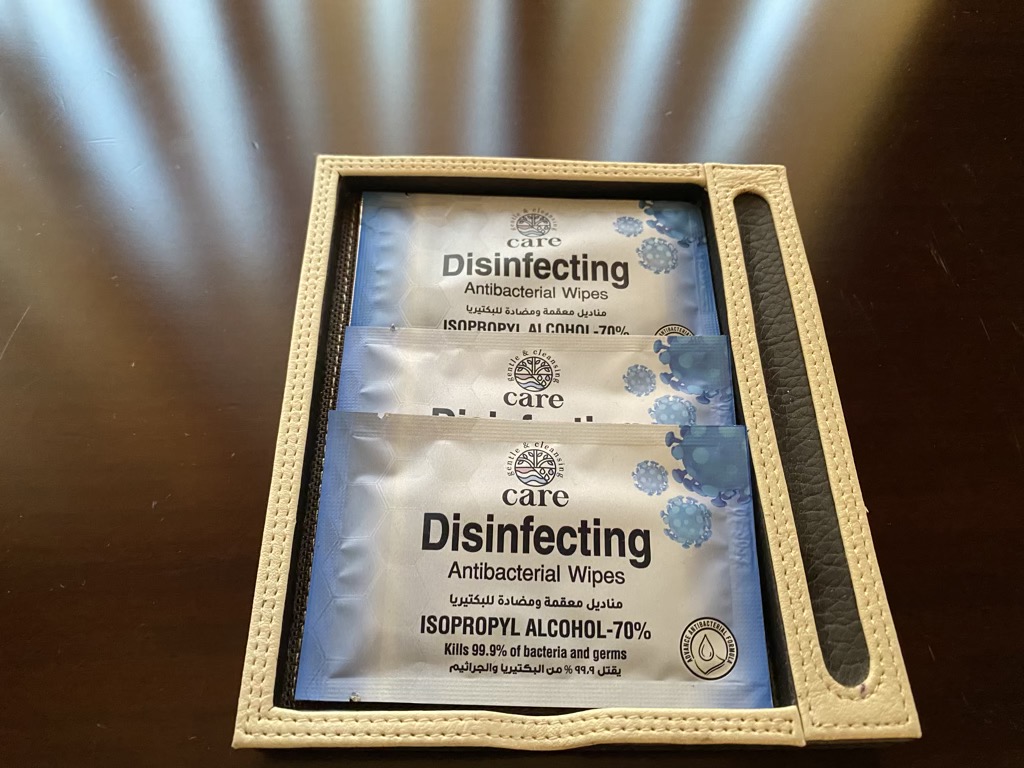 gentle & cleansing
care
Disinfecting
Antibacterial Wipes
مناديل معقمة ومضادة للبكتيريا
ISOPROPYL ALCOHOL-70%
ANTIBACTERIAL
gentle & cleansing
care
Disinfecting
gentle & cleansing
care
Disinfecting
Antibacterial Wipes
مناديل معقمة ومضادة للبكتيريا
ISOPROPYL ALCOHOL-70%
Kills 99.9% of bacteria and germs
يقتل ٩٩.٩% من البكتيريا والجراثيم
ADVANCE ANTIBACTERIAL FORMULA